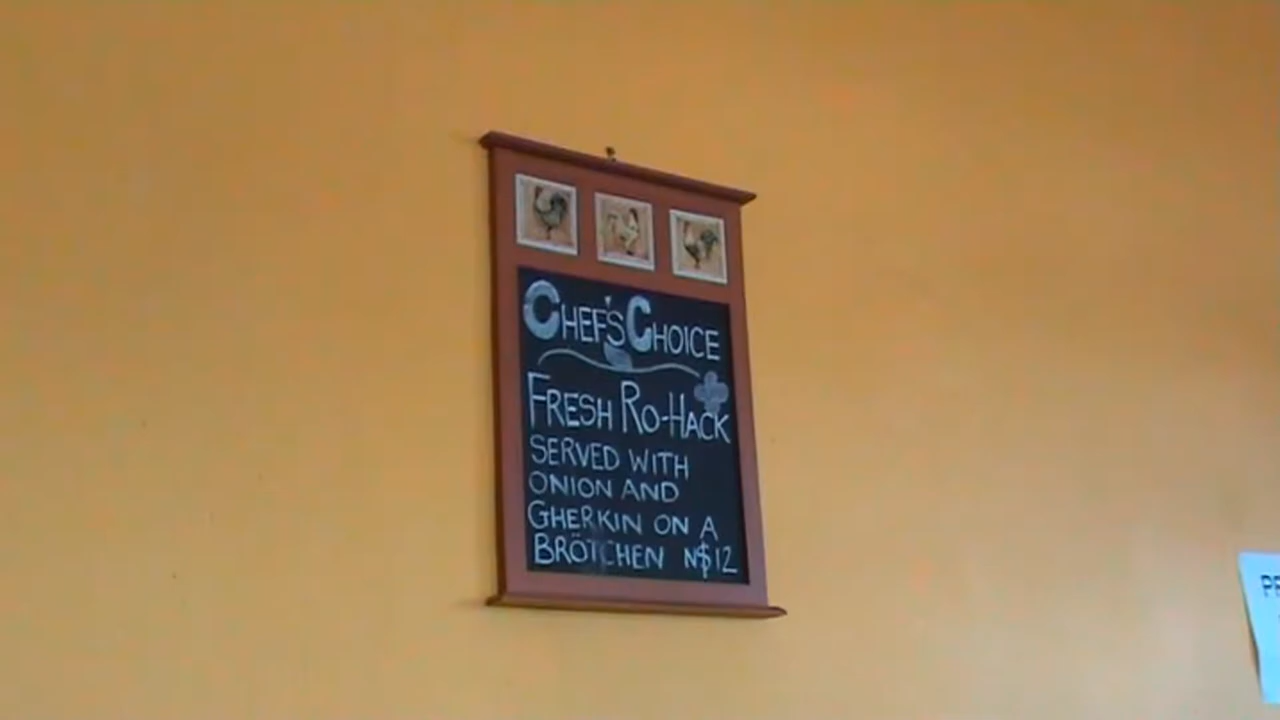 CHEF'S CHOICE
FRESH RO-HACK
SERVED WITH
ONION AND
GHERKIN ON A
BRÖTCHEN N$12